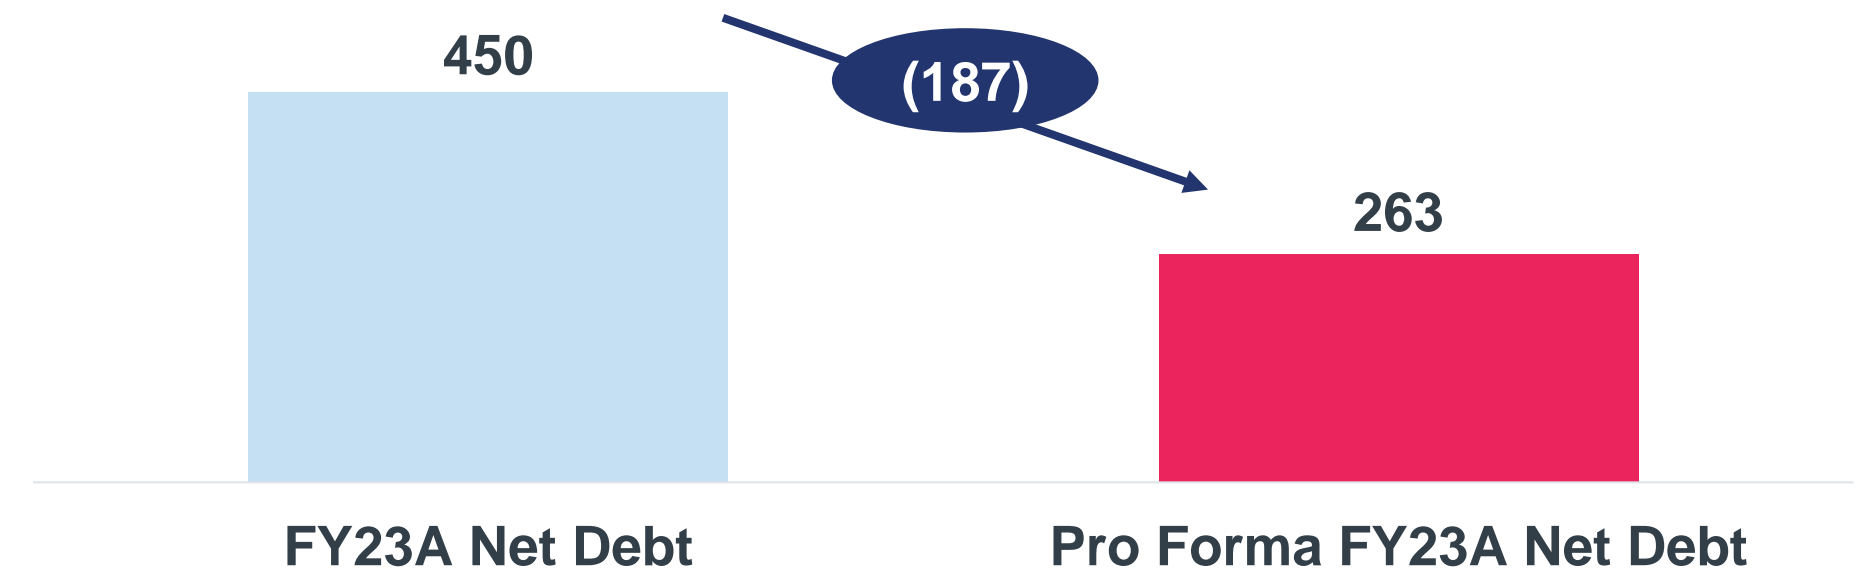 450
(187)
263
FY23A Net Debt
Pro Forma FY23A Net Debt